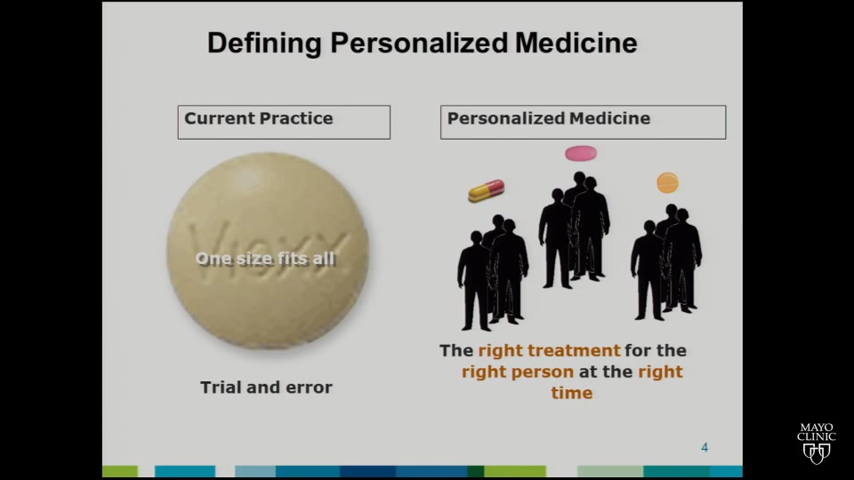 Defining Personalized Medicine
Current Practice
Vioxx
One size fits all
Trial and error
Personalized Medicine
The right treatment for the
right person at the right
time
4
MAYO
CLINIC